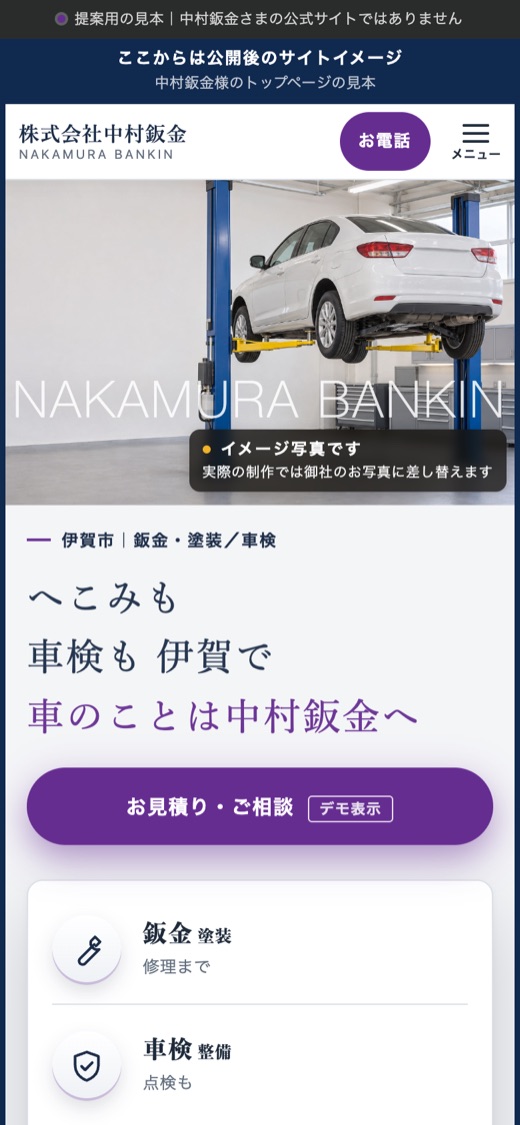 提案用の見本｜中村鈑金さまの公式サイトではありません
ここからは公開後のサイトイメージ
中村鈑金様のトップページの見本
株式会社中村鈑金
NAKAMURA BANKIN
お電話
メニュー
NAKAMURA BANKIN
イメージ写真です
実際の制作では御社のお写真に差し替えます
伊賀市｜鈑金・塗装／車検
へこみも
車検も 伊賀で
車のことは中村鈑金へ
お見積り・ご相談 デモ表示
鈑金 塗装
修理まで
車検 整備
点検も